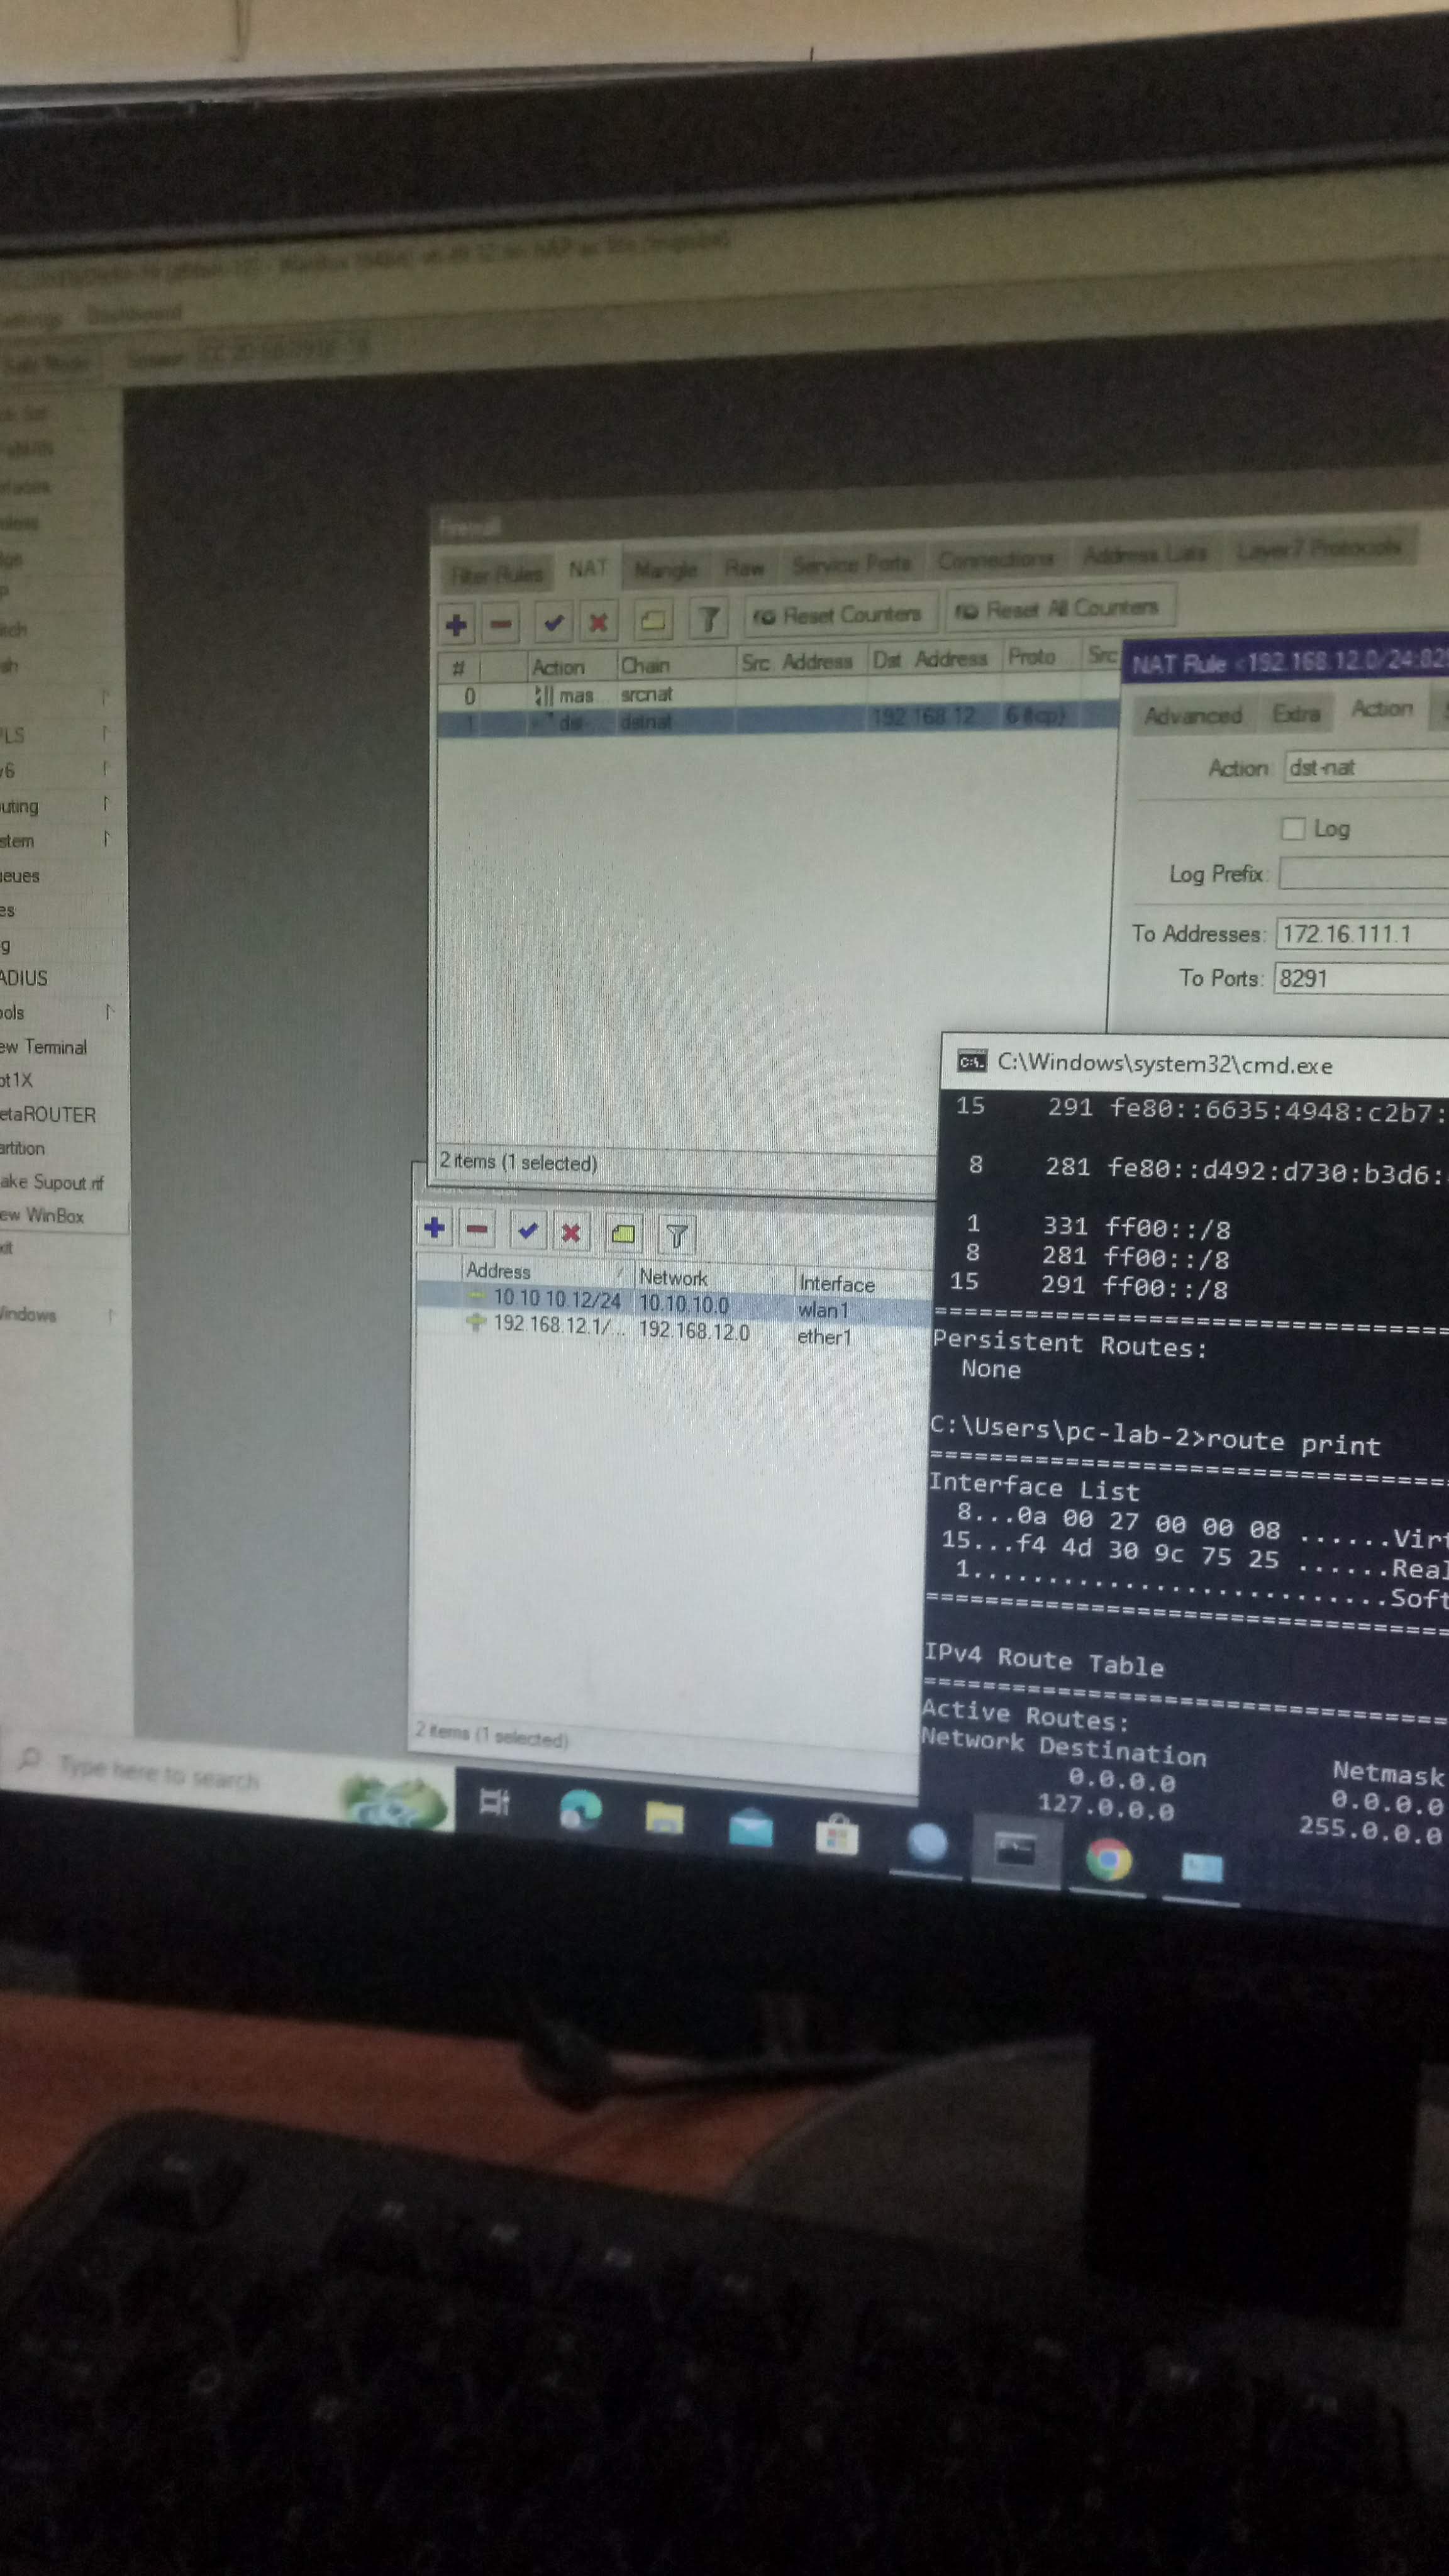 Dashboard
Firewall
Filter Rules NAT Mangle Raw Service Ports Connections Address Lists Layer7 Protocols
Reset Counters Reset All Counters
# Action Chain Src. Address Dst. Address Proto Src
0 mas... srcnat
1 dst... dstnat 192.168.12... 6 (tcp)
NAT Rule <192.168.12.0/24:829
Advanced Extra Action
Action: dst-nat
Log
Log Prefix:
To Addresses: 172.16.111.1
To Ports: 8291
2 items (1 selected)
uting
stem
ueues
es
g
ADIUS
ools
ew Terminal
ot1X
etaROUTER
artition
ake Supout.rif
ew WinBox
xit
Windows
Address Network Interface
10.10.10.12/24 10.10.10.0 wlan1
192.168.12.1/... 192.168.12.0 ether1
2 items (1 selected)
C:\Windows\system32\cmd.exe
15 291 fe80::6635:4948:c2b7:
8 281 fe80::d492:d730:b3d6:
1 331 ff00::/8
8 281 ff00::/8
15 291 ff00::/8
Persistent Routes:
None
C:\Users\pc-lab-2>route print
Interface List
8...0a 00 27 00 00 08 ......Virt
15...f4 4d 30 9c 75 25 ......Real
1...........................Soft
IPv4 Route Table
Active Routes:
Network Destination Netmask
0.0.0.0 0.0.0.0
127.0.0.0 255.0.0.0
Type here to search